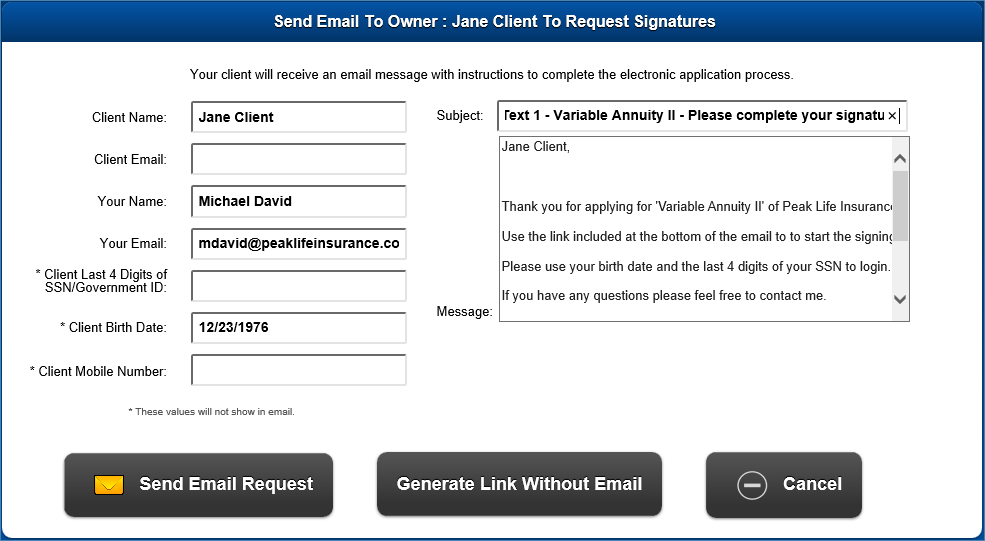 Send Email To Owner : Jane Client To Request Signatures
Your client will receive an email message with instructions to complete the electronic application process.
Client Name: Jane Client
Client Email:
Your Name: Michael David
Your Email: mdavid@peaklifeinsurance.co
* Client Last 4 Digits of
SSN/Government ID:
* Client Birth Date: 12/23/1976
* Client Mobile Number:
* These values will not show in email.
Subject: Text 1 - Variable Annuity II - Please complete your signatu
Message:
Jane Client,
Thank you for applying for 'Variable Annuity II' of Peak Life Insurance
Use the link included at the bottom of the email to to start the signing
Please use your birth date and the last 4 digits of your SSN to login.
If you have any questions please feel free to contact me.
Send Email Request
Generate Link Without Email
Cancel